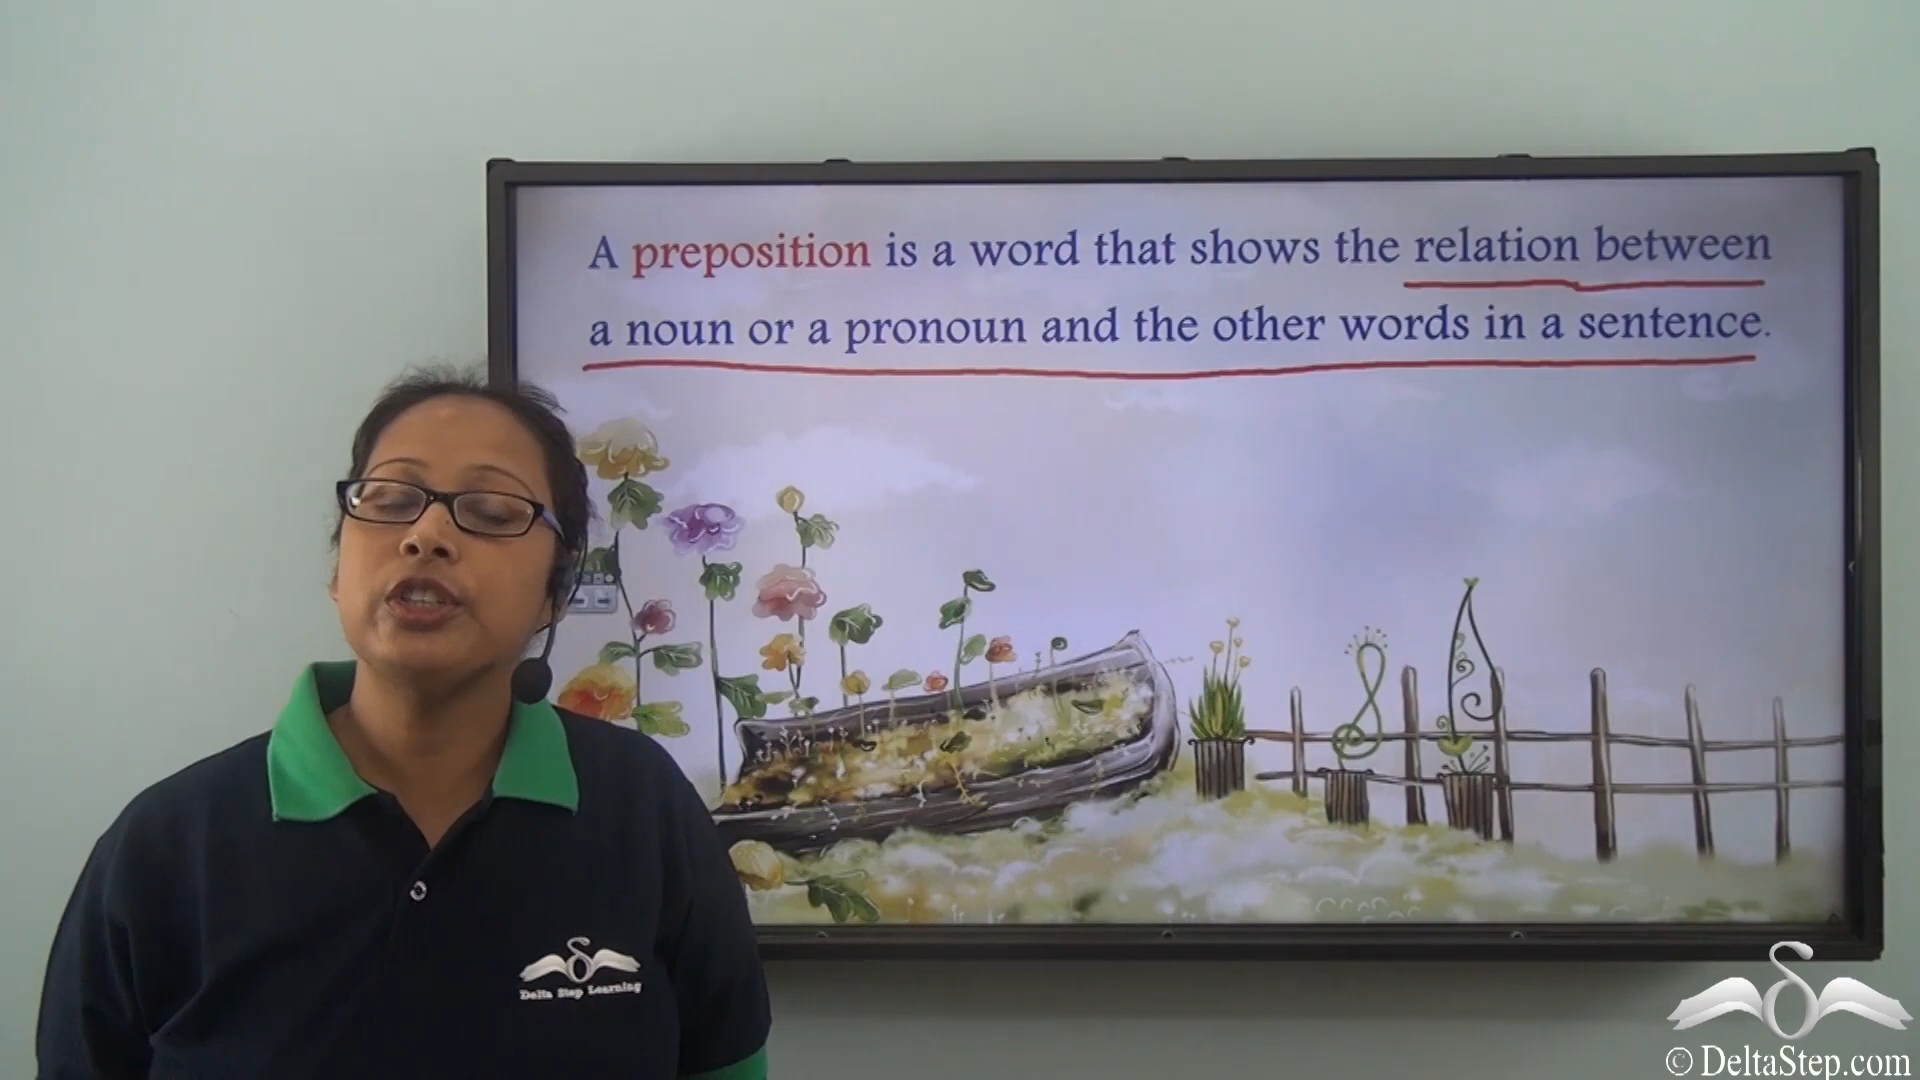 A preposition is a word that shows the relation between
a noun or a pronoun and the other words in a sentence.
Delta Step Learning
© DeltaStep.com